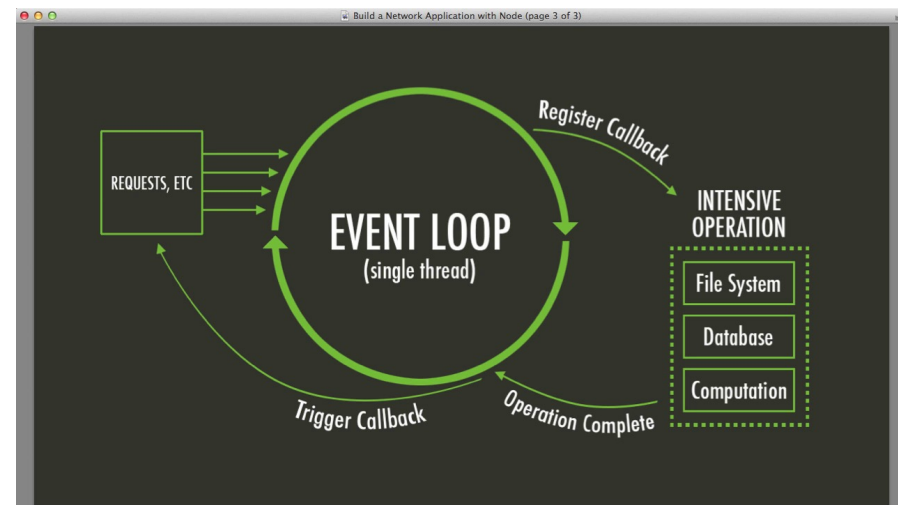 Build a Network Application with Node (page 3 of 3)
REQUESTS, ETC
EVENT LOOP
(single thread)
Register Callback
INTENSIVE
OPERATION
File System
Database
Computation
Operation Complete
Trigger Callback